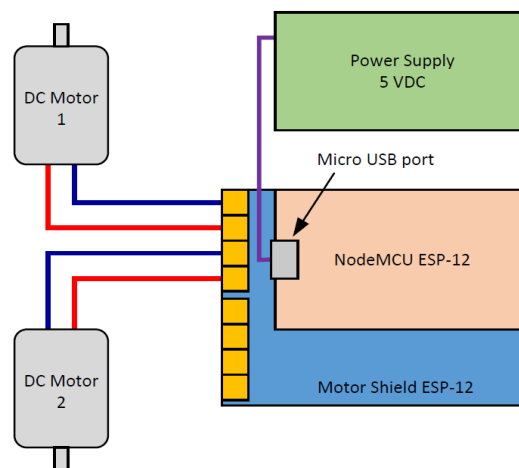 Power Supply
5 VDC
DC Motor
1
Micro USB port
NodeMCU ESP-12
DC Motor
2
Motor Shield ESP-12